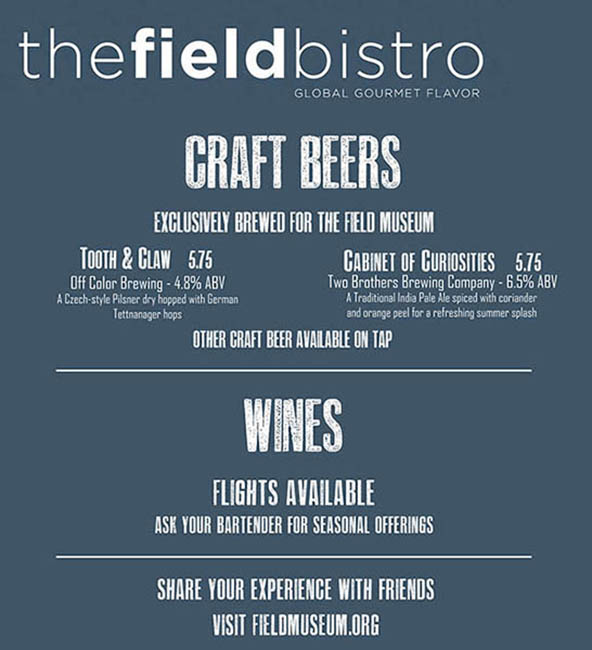 thefieldbistro
GLOBAL GOURMET FLAVOR
CRAFT BEERS
EXCLUSIVELY BREWED FOR THE FIELD MUSEUM
TOOTH & CLAW 5.75
Off Color Brewing - 4.8% ABV
A Czech-style Pilsner dry hopped with German
Tettnanager hops
CABINET OF CURIOSITIES 5.75
Two Brothers Brewing Company - 6.5% ABV
A Traditional India Pale Ale spiced with coriander
and orange peel for a refreshing summer splash
OTHER CRAFT BEER AVAILABLE ON TAP
WINES
FLIGHTS AVAILABLE
ASK YOUR BARTENDER FOR SEASONAL OFFERINGS
SHARE YOUR EXPERIENCE WITH FRIENDS
VISIT FIELDMUSEUM.ORG